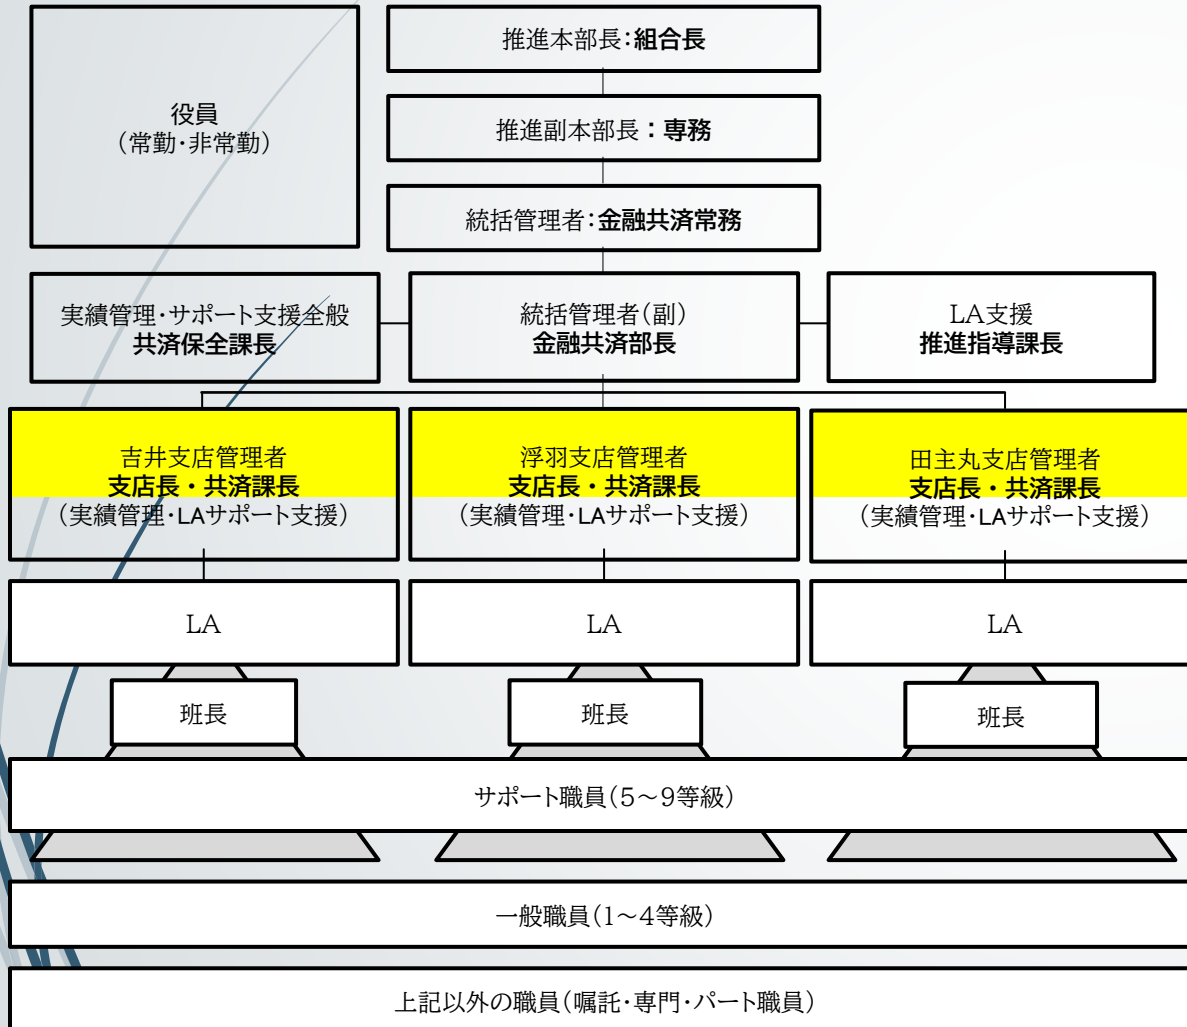 役員
（常勤・非常勤）
推進本部長：組合長
推進副本部長：専務
統括管理者：金融共済常務
実績管理・サポート支援全般
共済保全課長
統括管理者（副）
金融共済部長
LA支援
推進指導課長
吉井支店管理者
支店長・共済課長
（実績管理・LAサポート支援）
浮羽支店管理者
支店長・共済課長
（実績管理・LAサポート支援）
田主丸支店管理者
支店長・共済課長
（実績管理・LAサポート支援）
LA
LA
LA
班長
班長
班長
サポート職員（5～9等級）
一般職員（1～4等級）
上記以外の職員（嘱託・専門・パート職員）